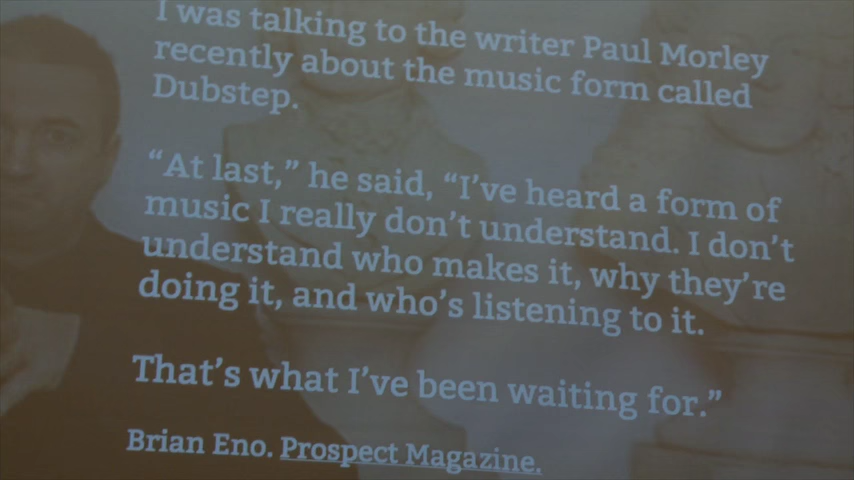 I was talking to the writer Paul Morley
recently about the music form called
Dubstep.
“At last,” he said, “I’ve heard a form of
music I really don’t understand. I don’t
understand who makes it, why they’re
doing it, and who’s listening to it.
That’s what I’ve been waiting for.”
Brian Eno. Prospect Magazine.